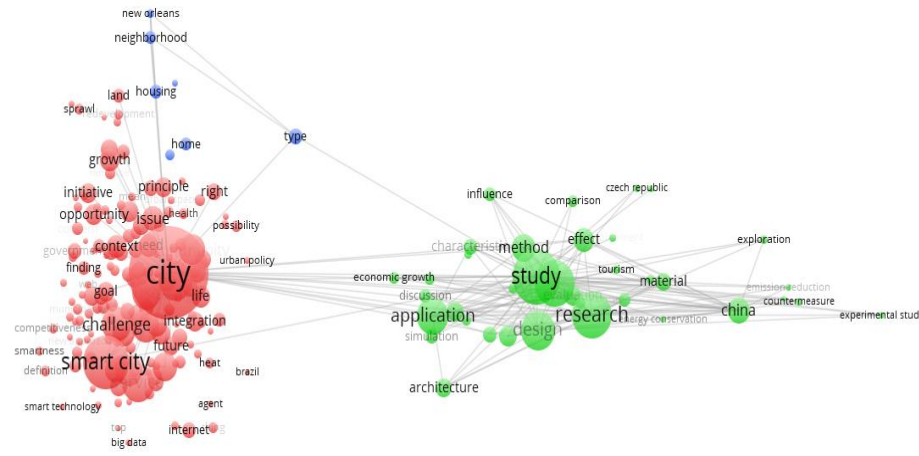 new orleans
neighborhood
land
housing
sprawl
type
home
growth
initiative
principle
right
influence
czech republic
comparison
opportunity
issue
health
possibility
context
characteris
method
effect
exploration
finding
city
urban policy
economic growth
study
tourism
material
goal
life
discussion
emission reduction
countermeasure
challenge
integration
application
design
research
energy conservation
china
experimental stud
smartness
future
simulation
smart city
heat
definition
brazil
architecture
smart technology
agent
top
internet
big data